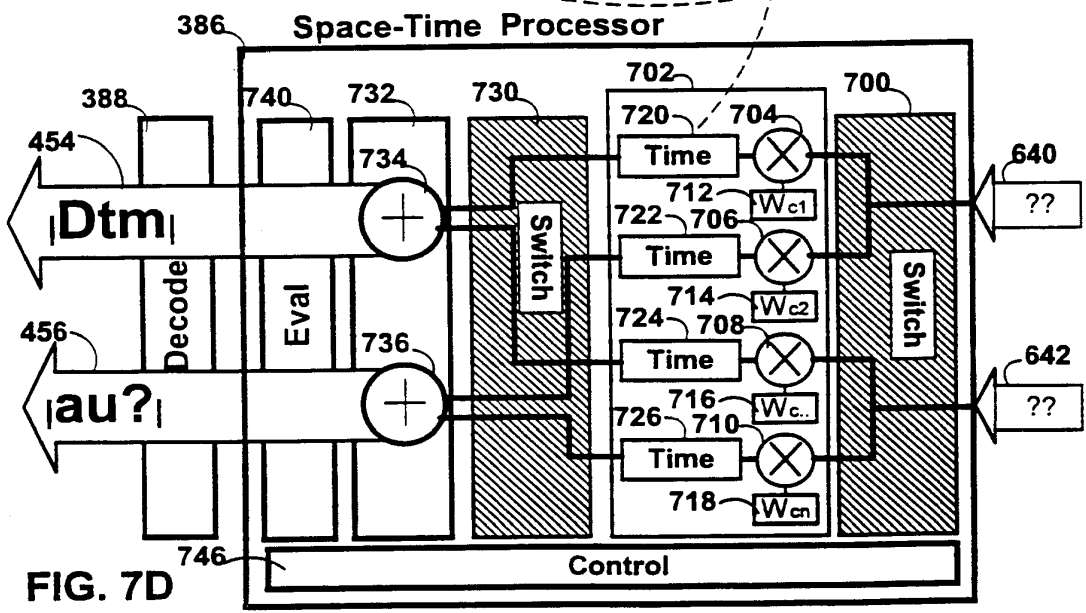 386
Space-Time Processor
388
740
732
730
702
700
454
734
720
704
640
Time
??
712
Wc1
|Dtm|
722
706
Switch
Time
Switch
714
Wc2
Decode
Eval
724
708
456
736
Time
642
|au?|
716
Wc..
??
726
710
Time
718
Wcn
746
Control
FIG. 7D